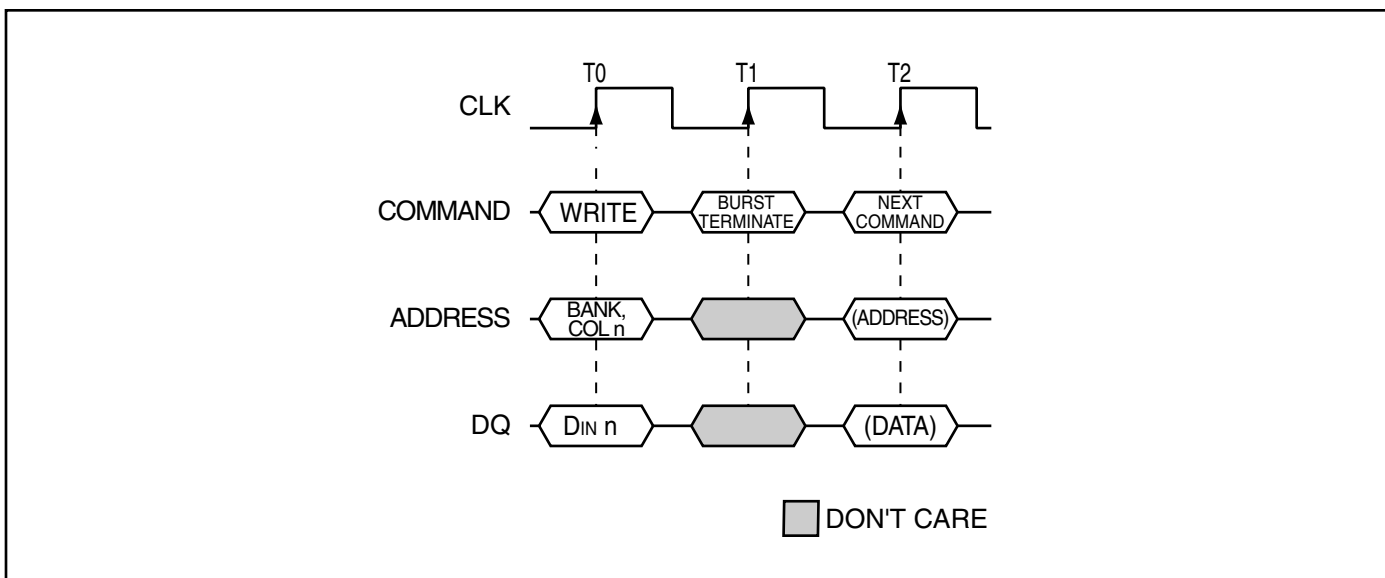 T0 T1 T2
CLK
COMMAND WRITE BURST TERMINATE NEXT COMMAND
ADDRESS BANK, COL n (ADDRESS)
DQ DIN n (DATA)
DON'T CARE